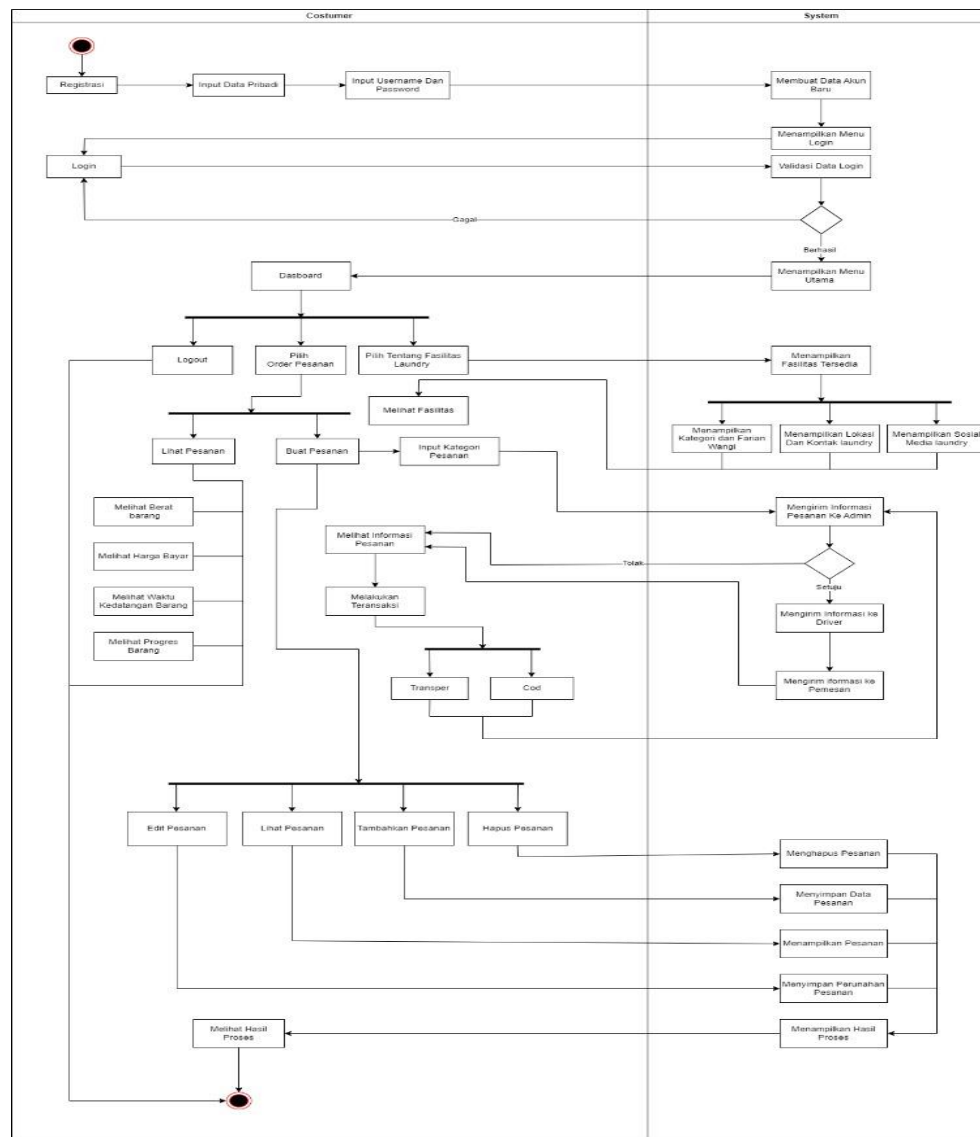 Costumer
System
Registrasi
Input Data Pribadi
Input Username Dan
Password
Membuat Data Akun
Baru
Menampilkan Menu
Login
Login
Validasi Data Login
Gagal
Berhasil
Dasboard
Menampilkan Menu
Utama
Logout
Pilih
Order Pesanan
Pilih Tentang Fasilitas
Laundry
Menampilkan
Fasilitas Tersedia
Melihat Fasilitas
Menampilkan
Kategori dan Farian
Wangi
Menampilkan Lokasi
Dan Kontak laundry
Menampilkan Sosial
Media laundry
Lihat Pesanan
Buat Pesanan
Input Kategori
Pesanan
Melihat Berat
barang
Mengirim Informasi
Pesanan Ke Admin
Melihat Informasi
Pesanan
Melihat Harga Bayar
Tolak
Setuju
Melihat Waktu
Kedatangan Barang
Melakukan
Teransaksi
Mengirim Informasi ke
Driver
Melihat Progres
Barang
Transper
Cod
Mengirim iformasi ke
Pemesan
Edit Pesanan
Lihat Pesanan
Tambahkan Pesanan
Hapus Pesanan
Menghapus Pesanan
Menyimpan Data
Pesanan
Menampilkan Pesanan
Menyimpan Perunahan
Pesanan
Melihat Hasil
Proses
Menampilkan Hasil
Proses